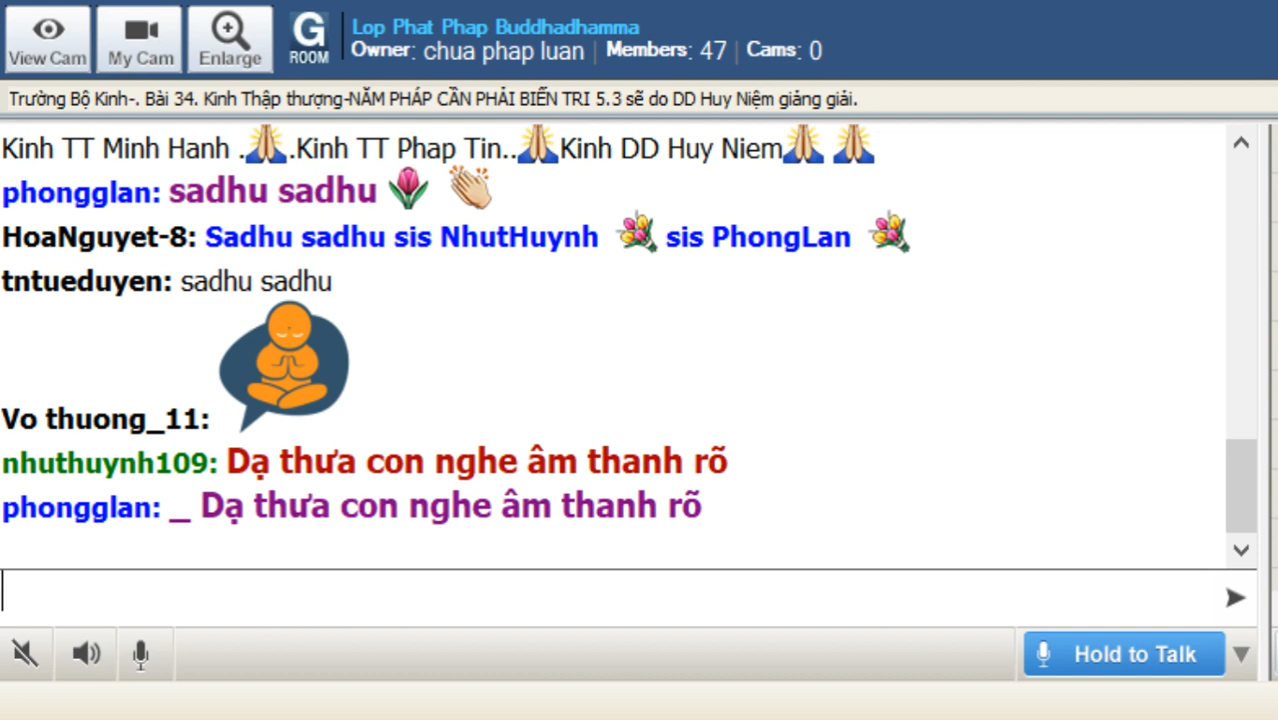 View Cam
My Cam
Enlarge
G
ROOM
Lop Phat Phap Buddhadhamma
Owner: chua phap luan | Members: 47 | Cams: 0
Trường Bộ Kinh-. Bài 34. Kinh Thập thượng-NĂM PHÁP CẦN PHẢI BIẾN TRI 5.3 sẽ do DD Huy Niệm giảng giải.
Kinh TT Minh Hanh .🙏.Kinh TT Phap Tin..🙏Kinh DD Huy Niem🙏 🙏
phongglan: sadhu sadhu 🌷 👏
HoaNguyet-8: Sadhu sadhu sis NhutHuynh 💐 sis PhongLan 💐
tntueduyen: sadhu sadhu
Vo thuong_11:
nhuthuynh109: Dạ thưa con nghe âm thanh rõ
phongglan: _ Dạ thưa con nghe âm thanh rõ
Hold to Talk